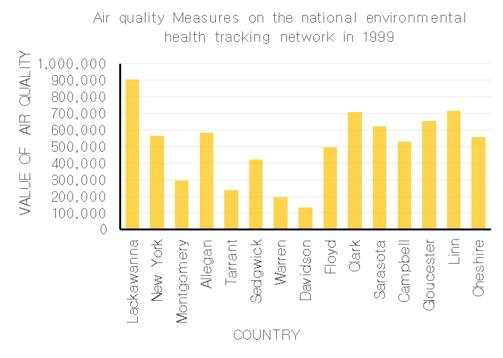 Air quality Measures on the national environmental
health tracking network in 1999
VALUE OF AIR QUALITY
1,000,000
900,000
800,000
700,000
600,000
500,000
400,000
300,000
200,000
100,000
0
Lackawanna
New York
Montgomery
Allegan
Tarrant
Sedgwick
Warren
Davidson
Floyd
Clark
Sarasota
Campbell
Gloucester
Linn
Cheshire
COUNTRY